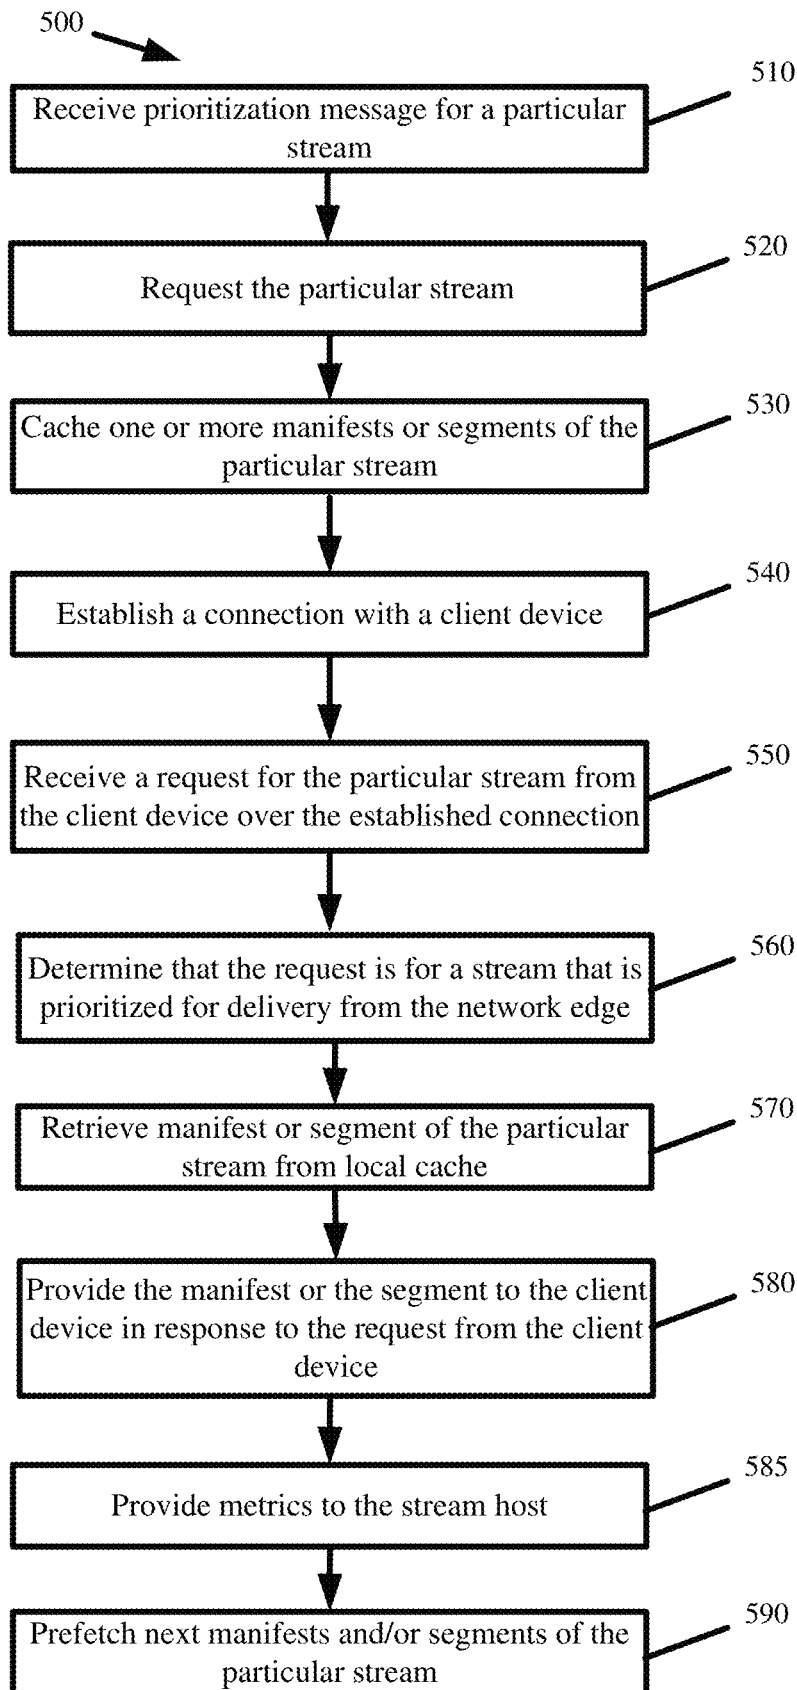 500
510
Receive prioritization message for a particular
stream
520
Request the particular stream
530
Cache one or more manifests or segments of the
particular stream
540
Establish a connection with a client device
550
Receive a request for the particular stream from
the client device over the established connection
560
Determine that the request is for a stream that is
prioritized for delivery from the network edge
570
Retrieve manifest or segment of the particular
stream from local cache
580
Provide the manifest or the segment to the client
device in response to the request from the client
device
585
Provide metrics to the stream host
590
Prefetch next manifests and/or segments of the
particular stream